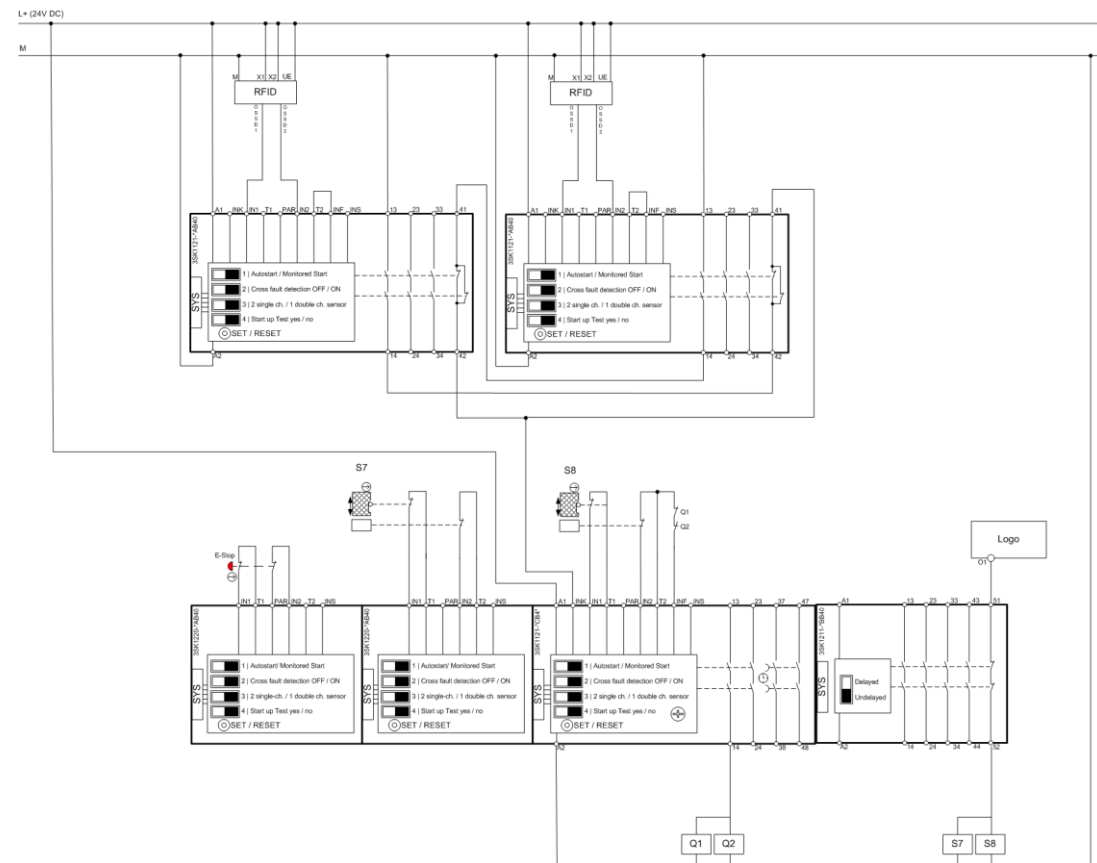 L+ (24V DC)
M
M X1 X2 UE
RFID
OSSD1 OSSD2
M X1 X2 UE
RFID
OSSD1 OSSD2
A1 INK IN1 T1 PAR IN2 T2 INF INS 13 23 33 41
3SK1121-*AB40
SYS
1 | Autostart / Monitored Start
2 | Cross fault detection OFF / ON
3 | 2 single ch. / 1 double ch. sensor
4 | Start up Test yes / no
SET / RESET
A2 14 24 34 42
A1 INK IN1 T1 PAR IN2 T2 INF INS 13 23 33 41
3SK1121-*AB40
SYS
1 | Autostart / Monitored Start
2 | Cross fault detection OFF / ON
3 | 2 single ch. / 1 double ch. sensor
4 | Start up Test yes / no
SET / RESET
A2 14 24 34 42
S7
S8
Q1
Q2
E-Stop
Logo
O1
IN1 T1 PAR IN2 T2 INS
3SK1220-*AB40
SYS
1 | Autostart/ Monitored Start
2 | Cross fault detection OFF / ON
3 | 2 single-ch. / 1 double ch. sensor
4 | Start up Test yes / no
SET / RESET
IN1 T1 PAR IN2 T2 INS
3SK1220-*AB40
SYS
1 | Autostart/ Monitored Start
2 | Cross fault detection OFF / ON
3 | 2 single-ch. / 1 double ch. sensor
4 | Start up Test yes / no
SET / RESET
A1 INK IN1 T1 PAR IN2 T2 INF INS 13 23 37 47
3SK1121-*CB4*
SYS
1 | Autostart/ Monitored Start
2 | Cross fault detection OFF / ON
3 | 2 single-ch. / 1 double ch. sensor
4 | Start up Test yes / no
SET / RESET
A2 14 24 38 48
A1 13 23 33 43 51
3SK1211-*BB40
SYS
Delayed
Undelayed
A2 14 24 34 44 52
Q1 Q2
S7 S8